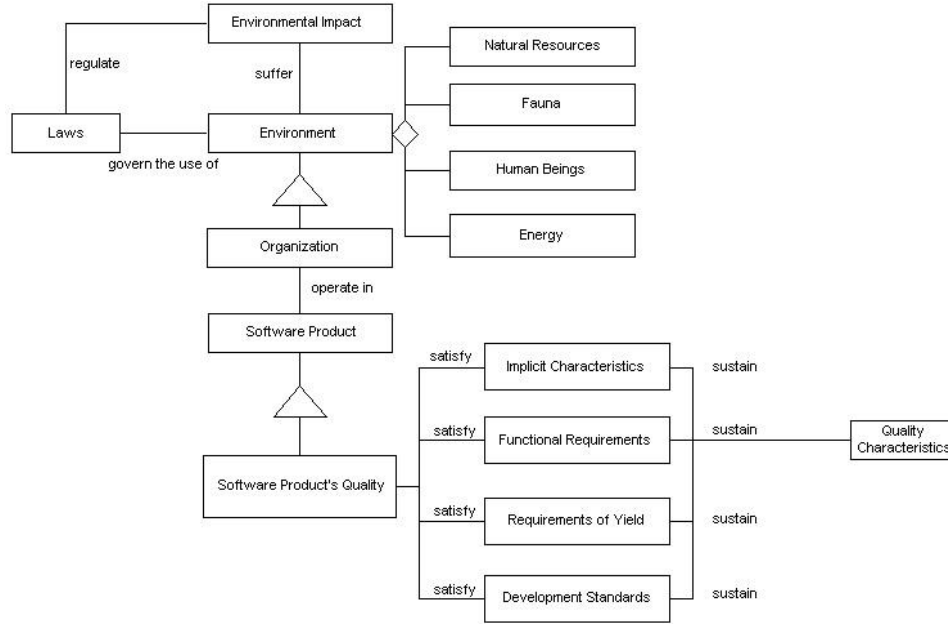 Environmental Impact
Natural Resources
regulate
suffer
Fauna
Laws
Environment
govern the use of
Human Beings
Organization
Energy
operate in
Software Product
satisfy
Implicit Characteristics
sustain
satisfy
Functional Requirements
sustain
Quality
Characteristics
Software Product's Quality
satisfy
Requirements of Yield
sustain
satisfy
Development Standards
sustain